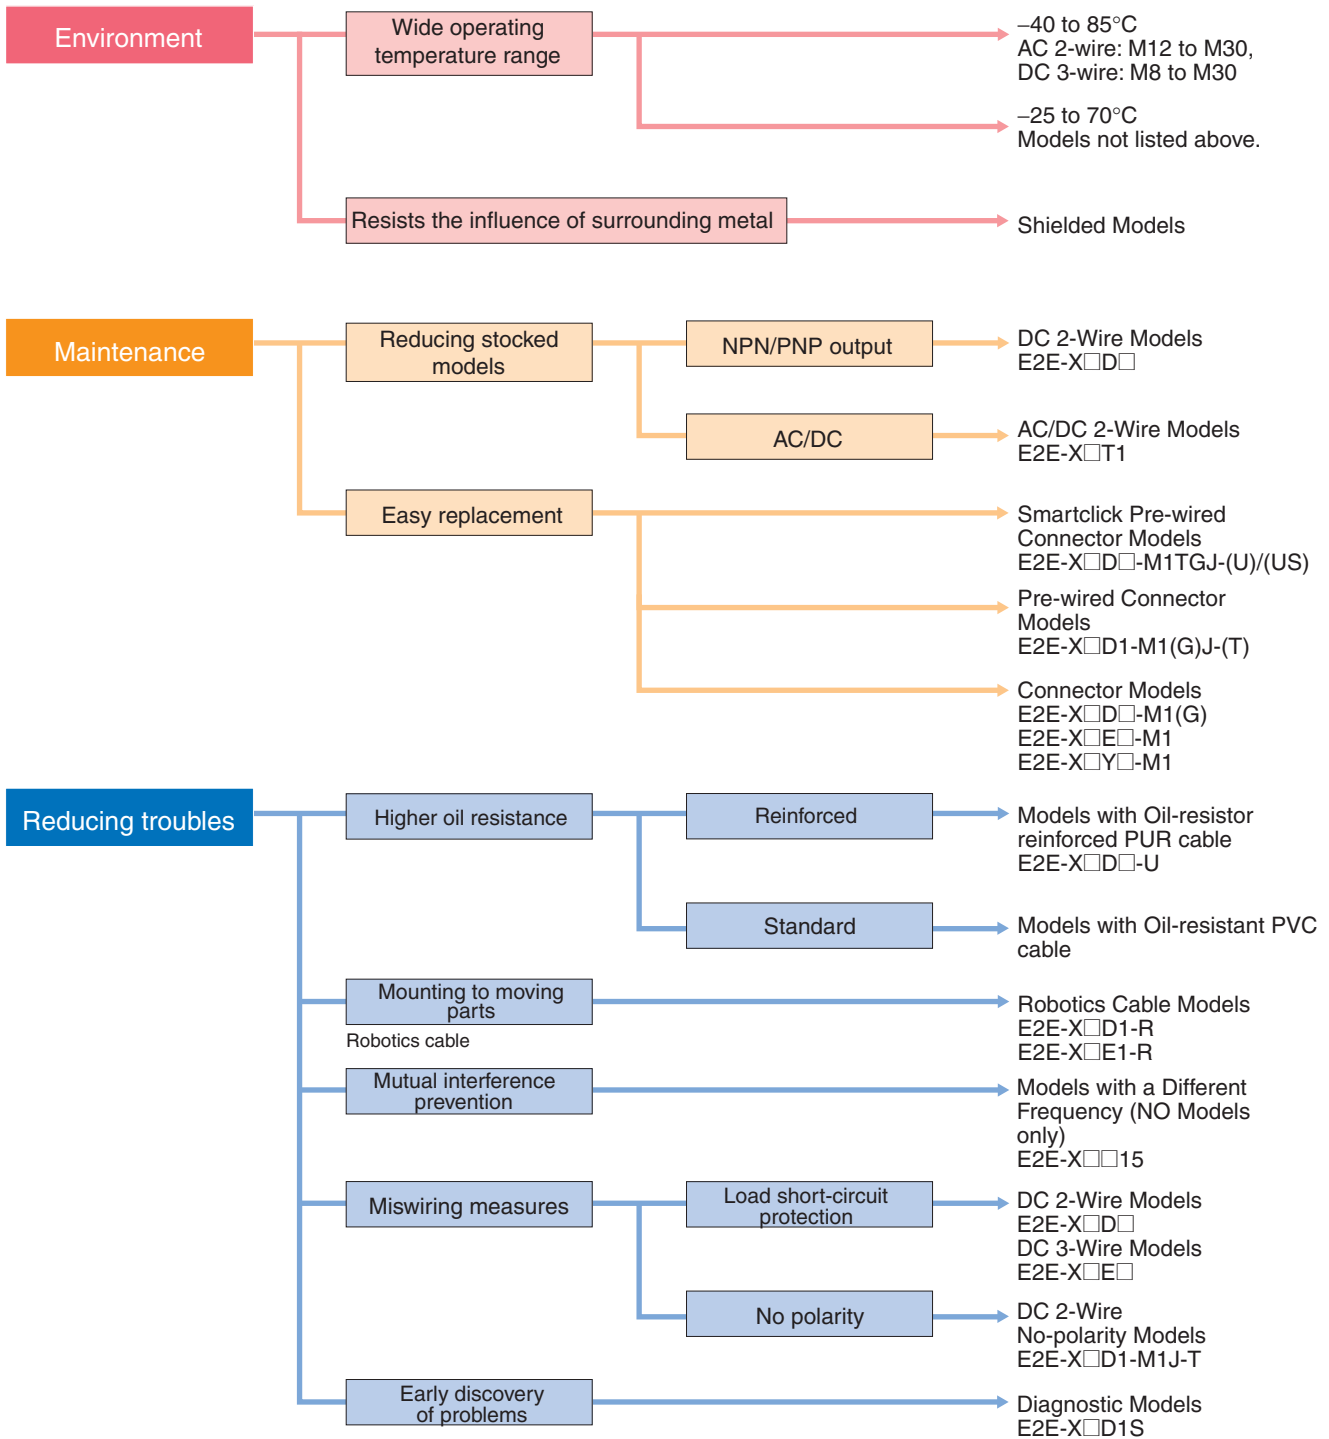 Environment
Wide operating
temperature range
–40 to 85°C
AC 2-wire: M12 to M30,
DC 3-wire: M8 to M30
–25 to 70°C
Models not listed above.
Resists the influence of surrounding metal
Shielded Models
Maintenance
Reducing stocked
models
NPN/PNP output
DC 2-Wire Models
E2E-X□D□
AC/DC
AC/DC 2-Wire Models
E2E-X□T1
Easy replacement
Smartclick Pre-wired
Connector Models
E2E-X□D□-M1TGJ-(U)/(US)
Pre-wired Connector
Models
E2E-X□D1-M1(G)J-(T)
Connector Models
E2E-X□D□-M1(G)
E2E-X□E□-M1
E2E-X□Y□-M1
Reducing troubles
Higher oil resistance
Reinforced
Models with Oil-resistor
reinforced PUR cable
E2E-X□D□-U
Standard
Models with Oil-resistant PVC
cable
Mounting to moving
parts
Robotics cable
Robotics Cable Models
E2E-X□D1-R
E2E-X□E1-R
Mutual interference
prevention
Models with a Different
Frequency (NO Models
only)
E2E-X□□15
Miswiring measures
Load short-circuit
protection
DC 2-Wire Models
E2E-X□D□
DC 3-Wire Models
E2E-X□E□
No polarity
DC 2-Wire
No-polarity Models
E2E-X□D1-M1J-T
Early discovery
of problems
Diagnostic Models
E2E-X□D1S